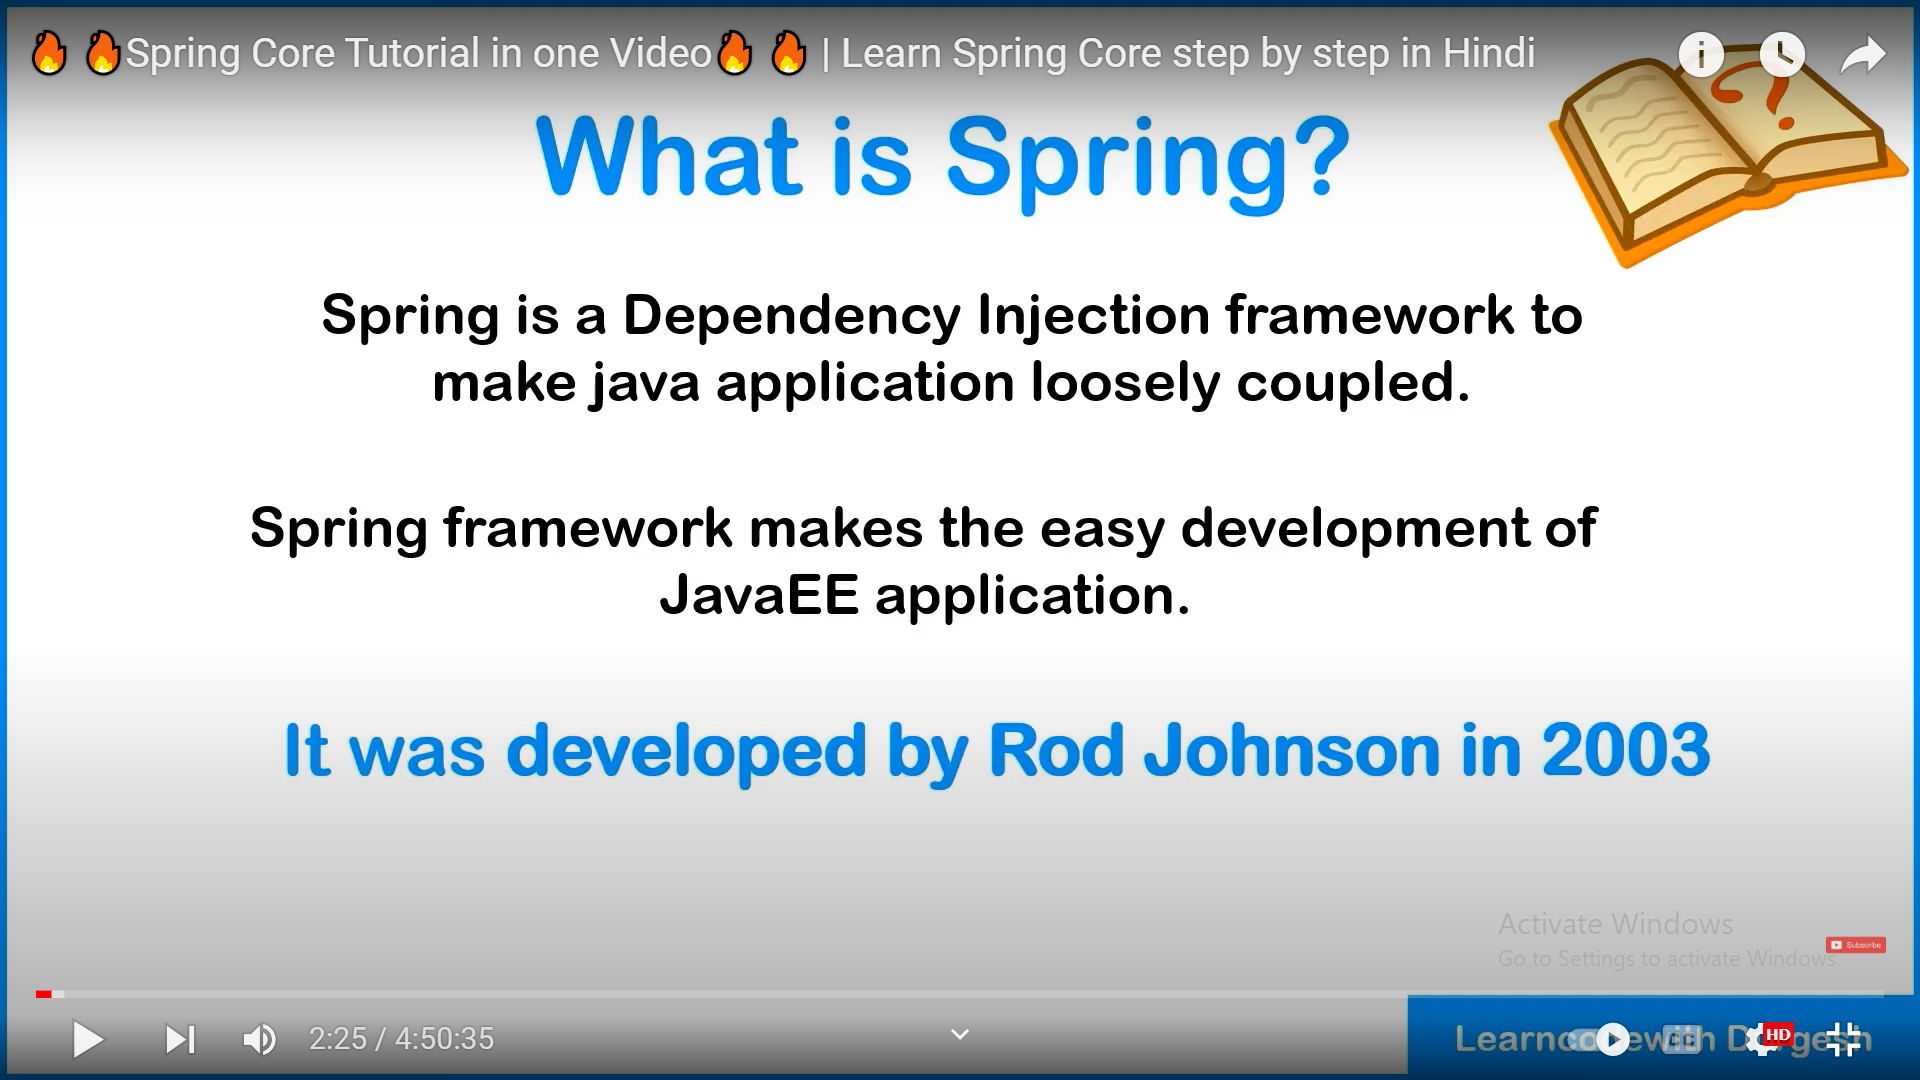 🔥🔥Spring Core Tutorial in one Video🔥🔥 | Learn Spring Core step by step in Hindi
What is Spring?
Spring is a Dependency Injection framework to
make java application loosely coupled.
Spring framework makes the easy development of
JavaEE application.
It was developed by Rod Johnson in 2003
Activate Windows
Go to Settings to activate Windows.
Subscribe
2:25 / 4:50:35
Learncodewith Durgesh
CC
HD